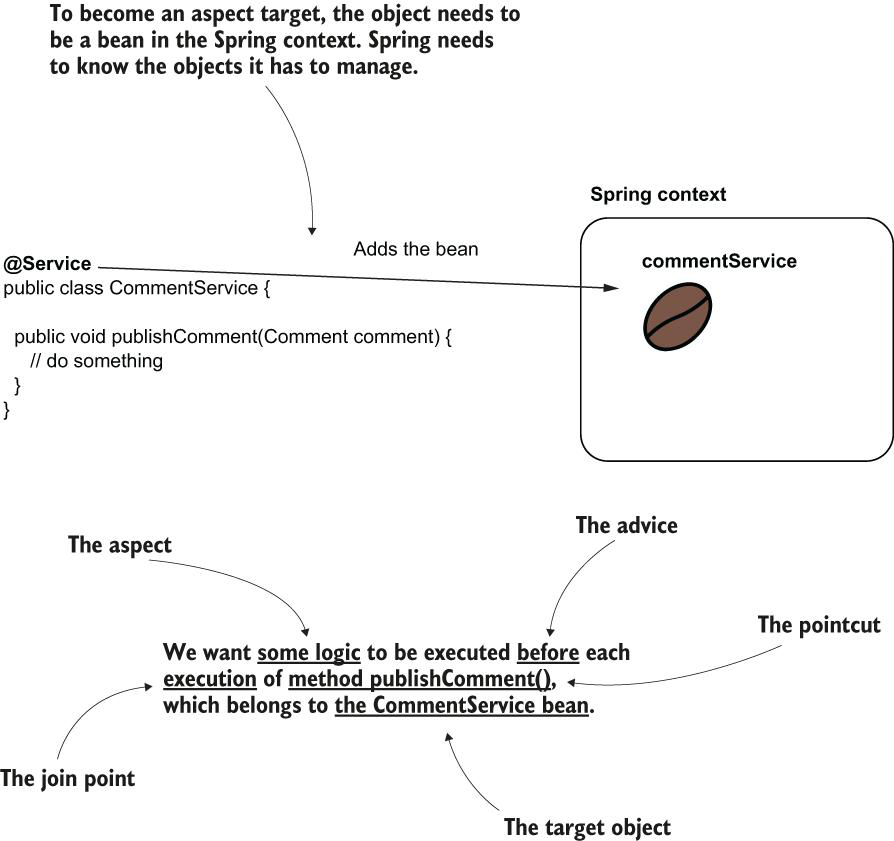 To become an aspect target, the object needs to
be a bean in the Spring context. Spring needs
to know the objects it has to manage.
Spring context
Adds the bean
commentService
@Service
public class CommentService {
public void publishComment(Comment comment) {
// do something
}
}
The advice
The aspect
The pointcut
We want some logic to be executed before each
execution of method publishComment(),
which belongs to the CommentService bean.
The join point
The target object